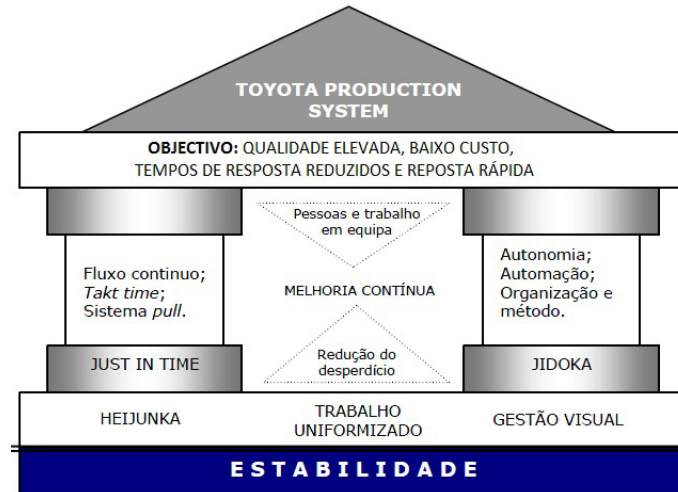 TOYOTA PRODUCTION
SYSTEM
OBJECTIVO: QUALIDADE ELEVADA, BAIXO CUSTO,
TEMPOS DE RESPOSTA REDUZIDOS E REPOSTA RÁPIDA
Fluxo continuo;
Takt time;
Sistema pull.
JUST IN TIME
Pessoas e trabalho
em equipa
MELHORIA CONTÍNUA
Redução do
desperdício
Autonomia;
Automação;
Organização e
método.
JIDOKA
HEIJUNKA
TRABALHO
UNIFORMIZADO
GESTÃO VISUAL
ESTABILIDADE